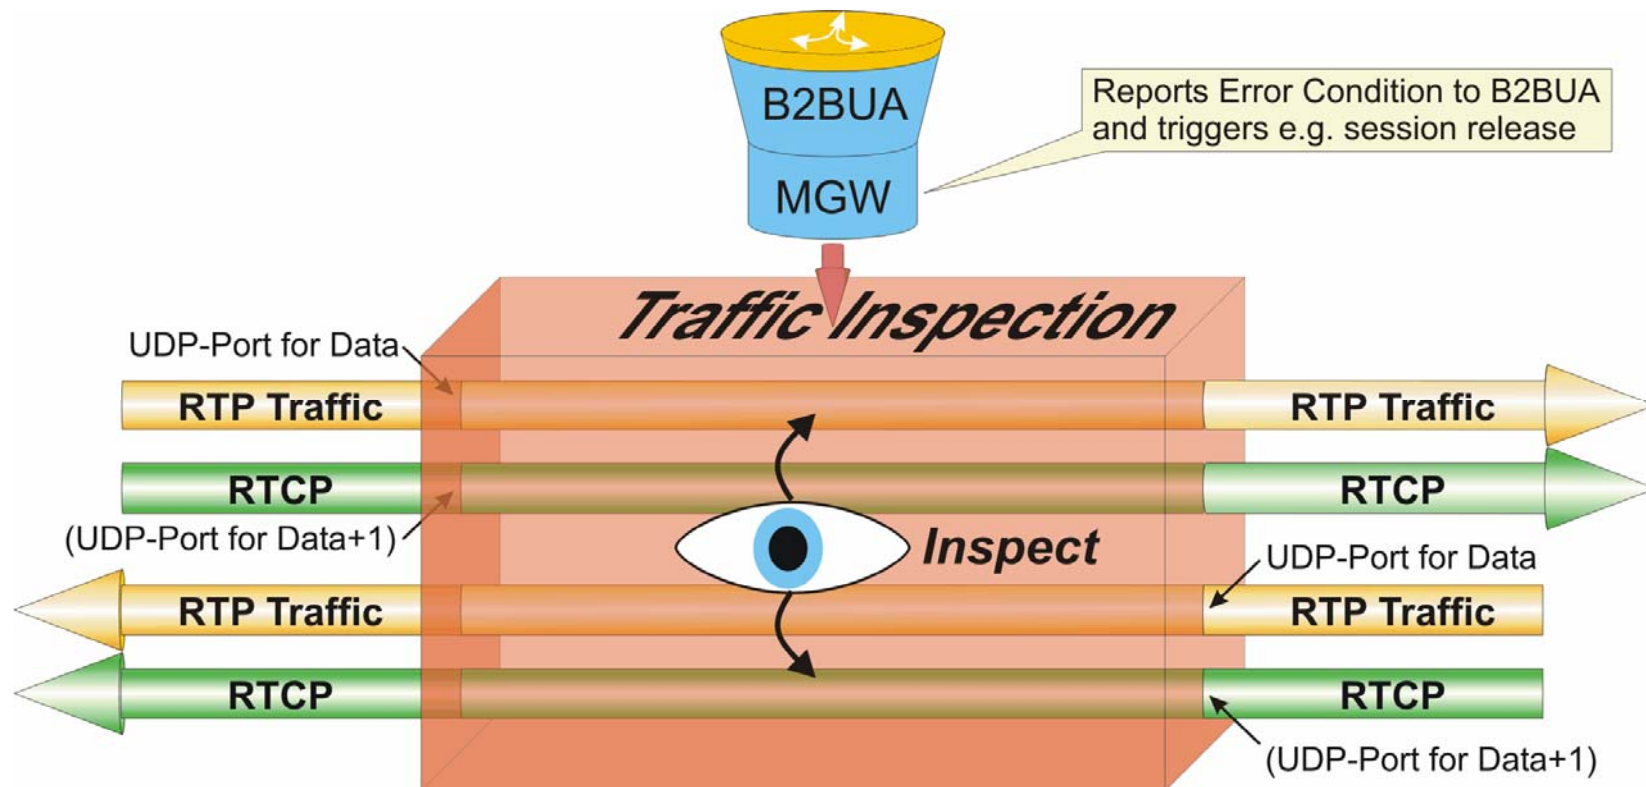 B2BUA
MGW
Reports Error Condition to B2BUA
and triggers e.g. session release
Traffic Inspection
UDP-Port for Data
RTP Traffic
RTP Traffic
RTCP
RTCP
(UDP-Port for Data+1)
Inspect
UDP-Port for Data
RTP Traffic
RTP Traffic
RTCP
RTCP
(UDP-Port for Data+1)